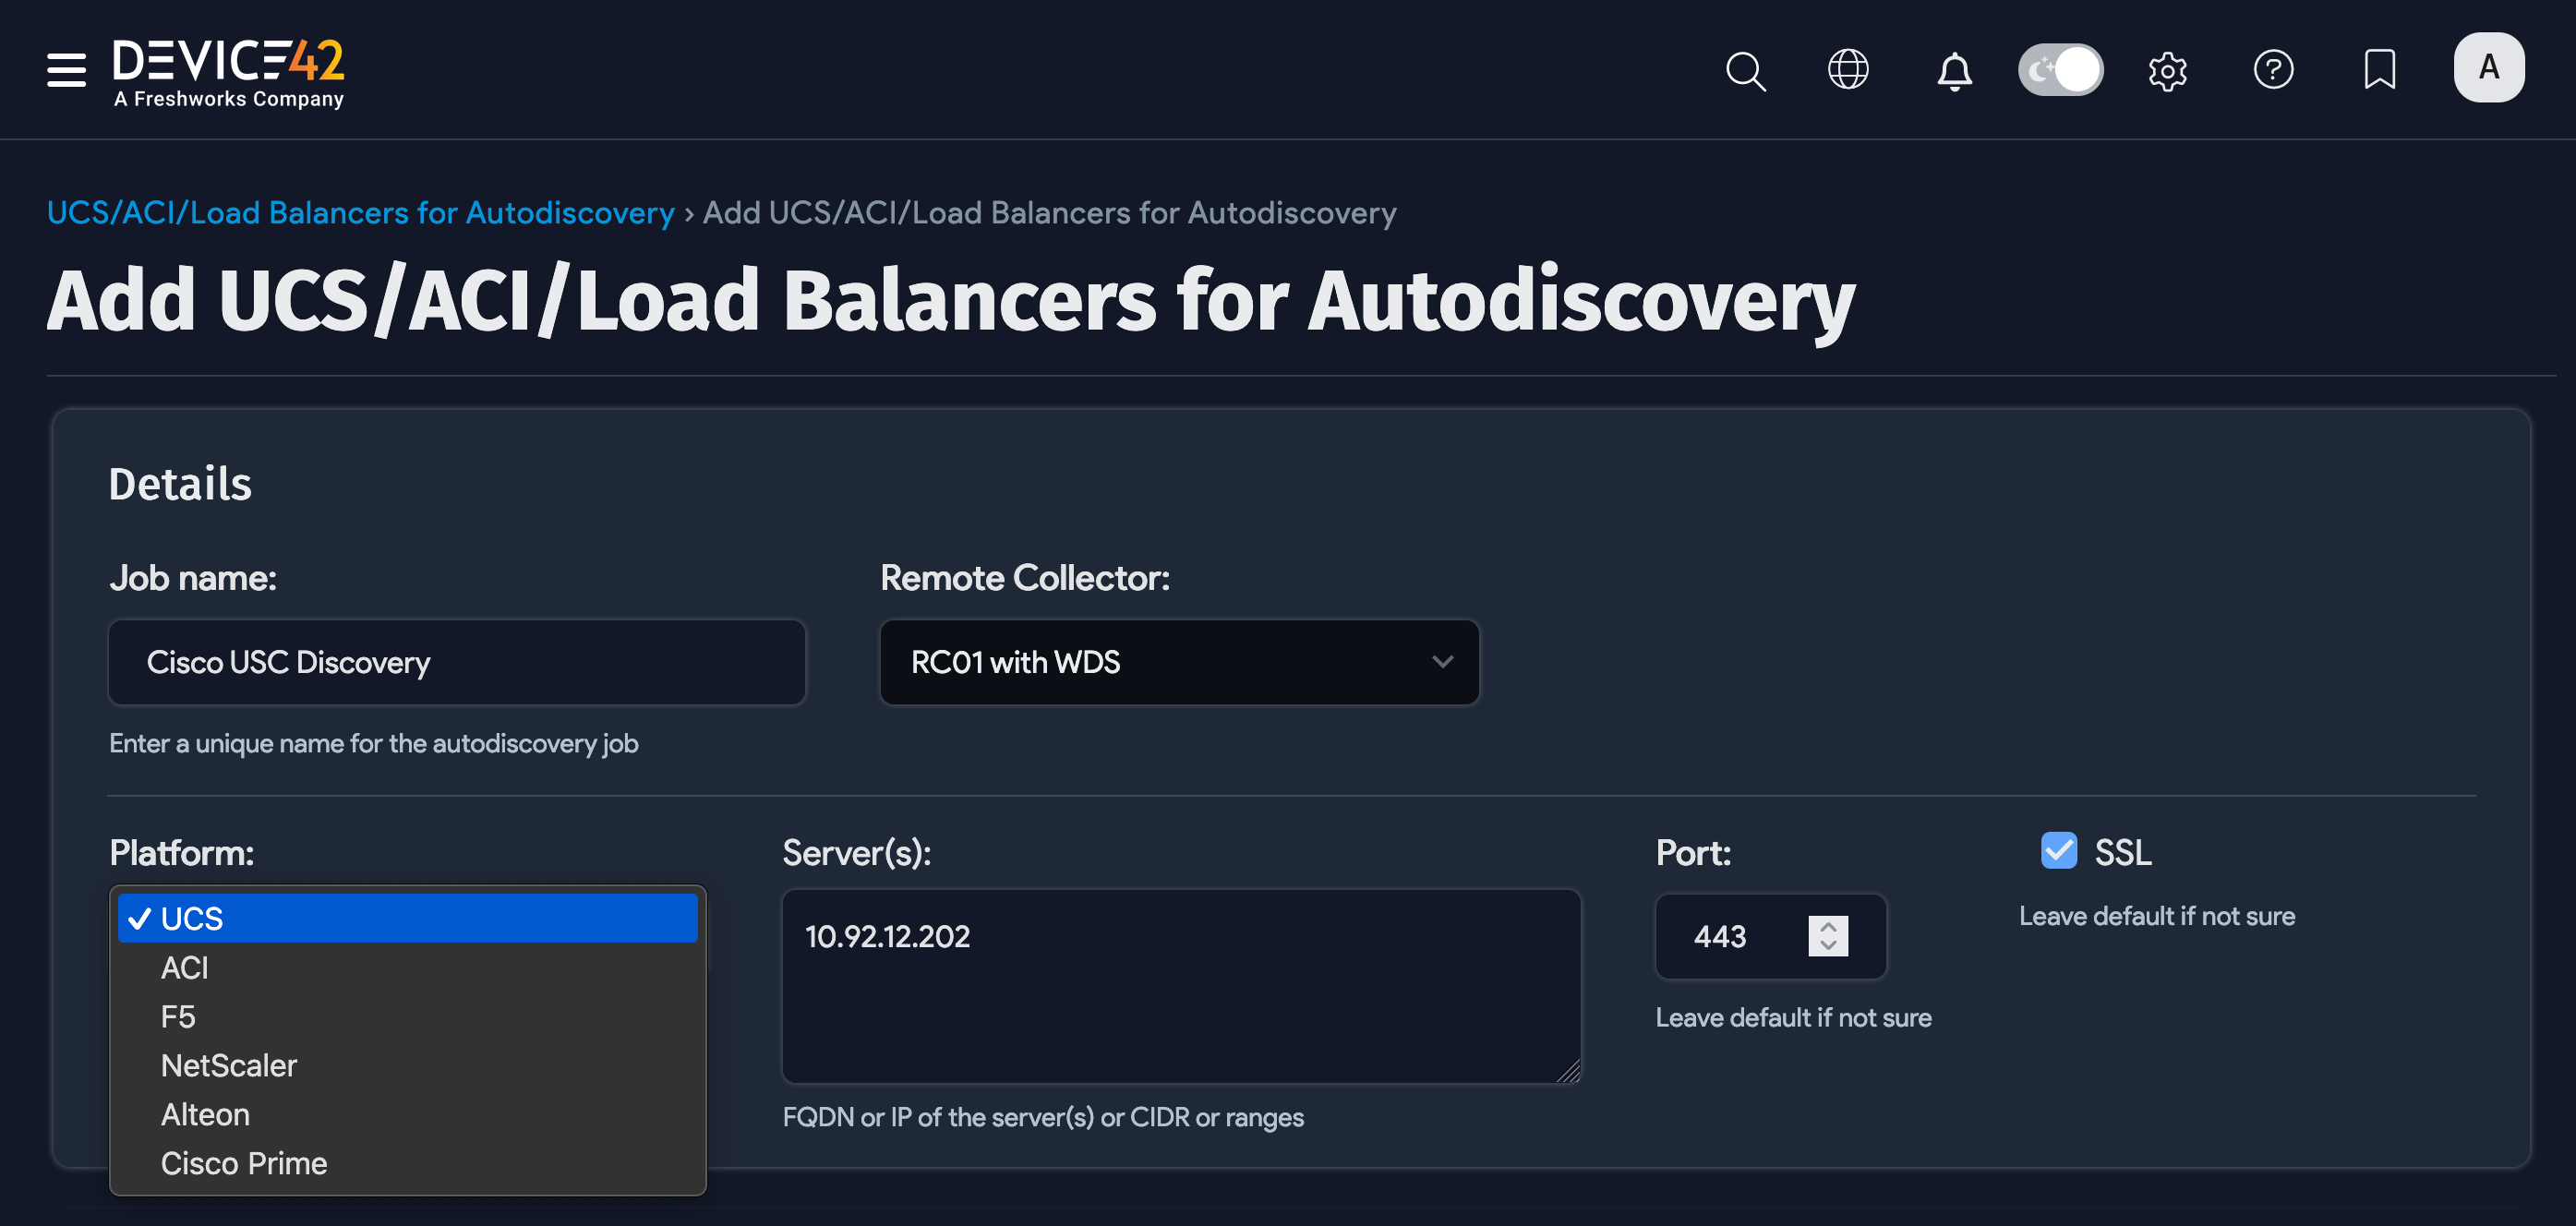 DEVICE42
A Freshworks Company
A
UCS/ACI/Load Balancers for Autodiscovery › Add UCS/ACI/Load Balancers for Autodiscovery
Add UCS/ACI/Load Balancers for Autodiscovery
Details
Job name:
Remote Collector:
Cisco USC Discovery
RC01 with WDS
Enter a unique name for the autodiscovery job
Platform:
UCS
ACI
F5
NetScaler
Alteon
Cisco Prime
Server(s):
10.92.12.202
FQDN or IP of the server(s) or CIDR or ranges
Port:
443
Leave default if not sure
SSL
Leave default if not sure